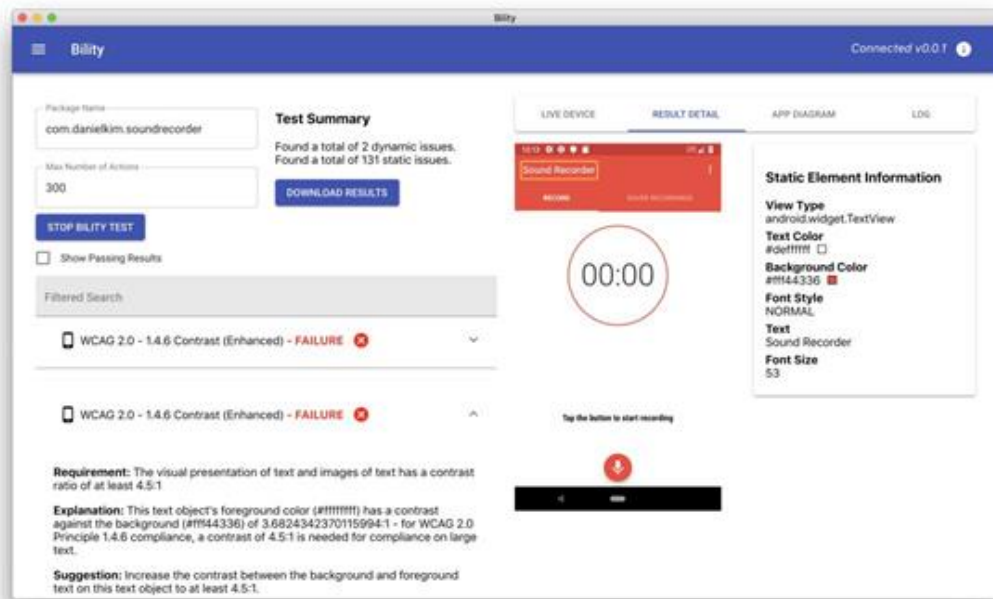 Bility
Bility
Connected v0.0.1
Package Name
com.danielkim.soundrecorder
Max Number of Actions
300
STOP BILITY TEST
Show Passing Results
Filtered Search
Test Summary
Found a total of 2 dynamic issues.
Found a total of 131 static issues.
DOWNLOAD RESULTS
WCAG 2.0 - 1.4.6 Contrast (Enhanced) - FAILURE
WCAG 2.0 - 1.4.6 Contrast (Enhanced) - FAILURE
Requirement: The visual presentation of text and images of text has a contrast
ratio of at least 4.5:1
Explanation: This text object's foreground color (#ffffffff) has a contrast
against the background (#fff44336) of 3.6824342370115994:1 - for WCAG 2.0
Principle 1.4.6 compliance, a contrast of 4.5:1 is needed for compliance on large
text.
Suggestion: Increase the contrast between the background and foreground
text on this text object to at least 4.5:1.
LIVE DEVICE
RESULT DETAIL
APP DIAGRAM
LOG
Sound Recorder
RECORD
SOUND RECORDINGS
00:00
Tap the button to start recording
Static Element Information
View Type
android.widget.TextView
Text Color
#deffffff
Background Color
#fff44336
Font Style
NORMAL
Text
Sound Recorder
Font Size
53